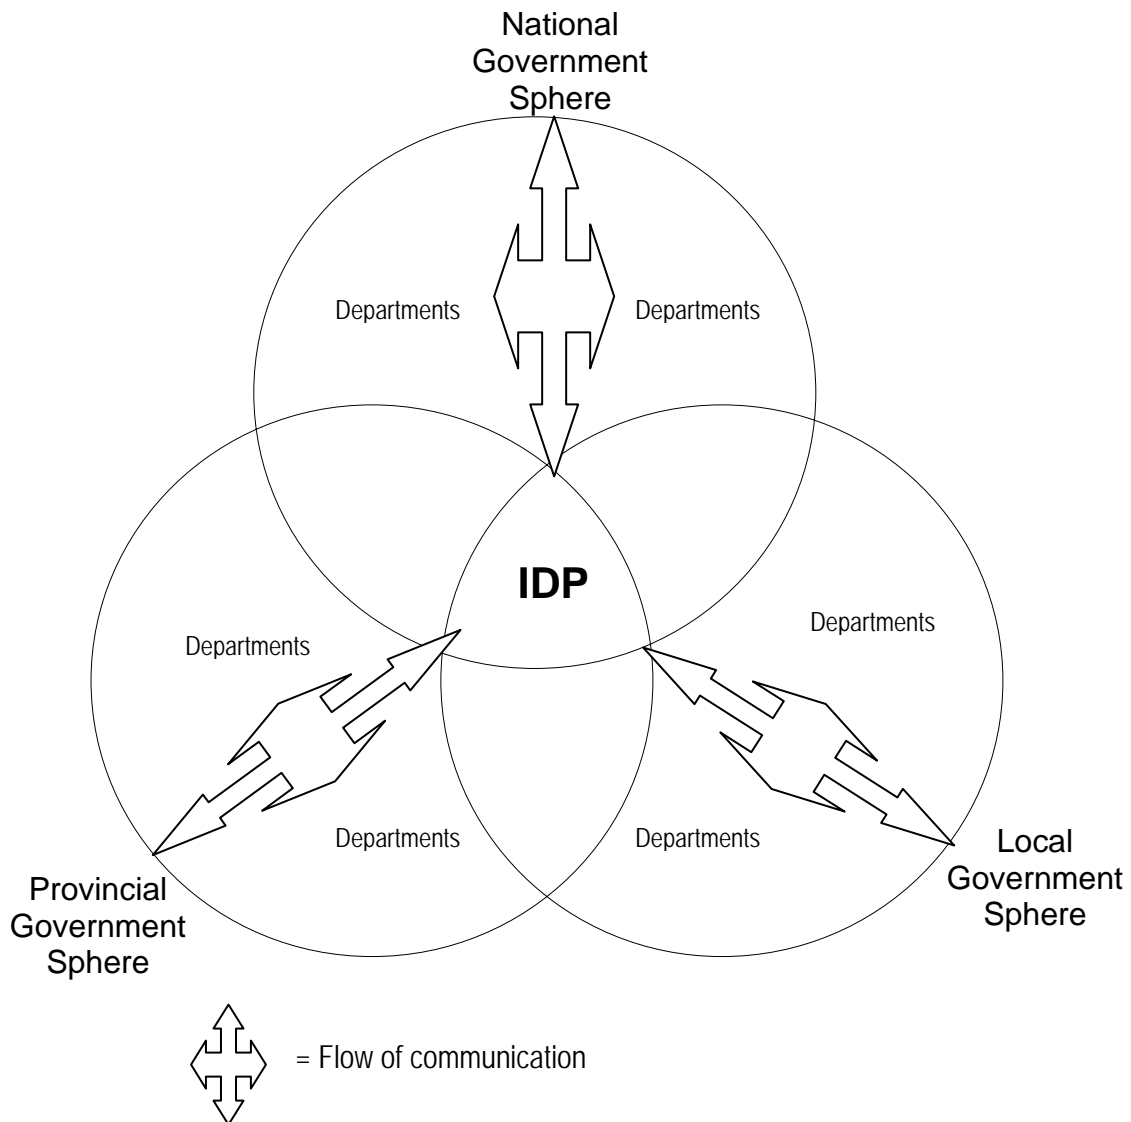 National
Government
Sphere
Departments
Departments
IDP
Departments
Departments
Departments
Departments
Local
Government
Sphere
Provincial
Government
Sphere
= Flow of communication